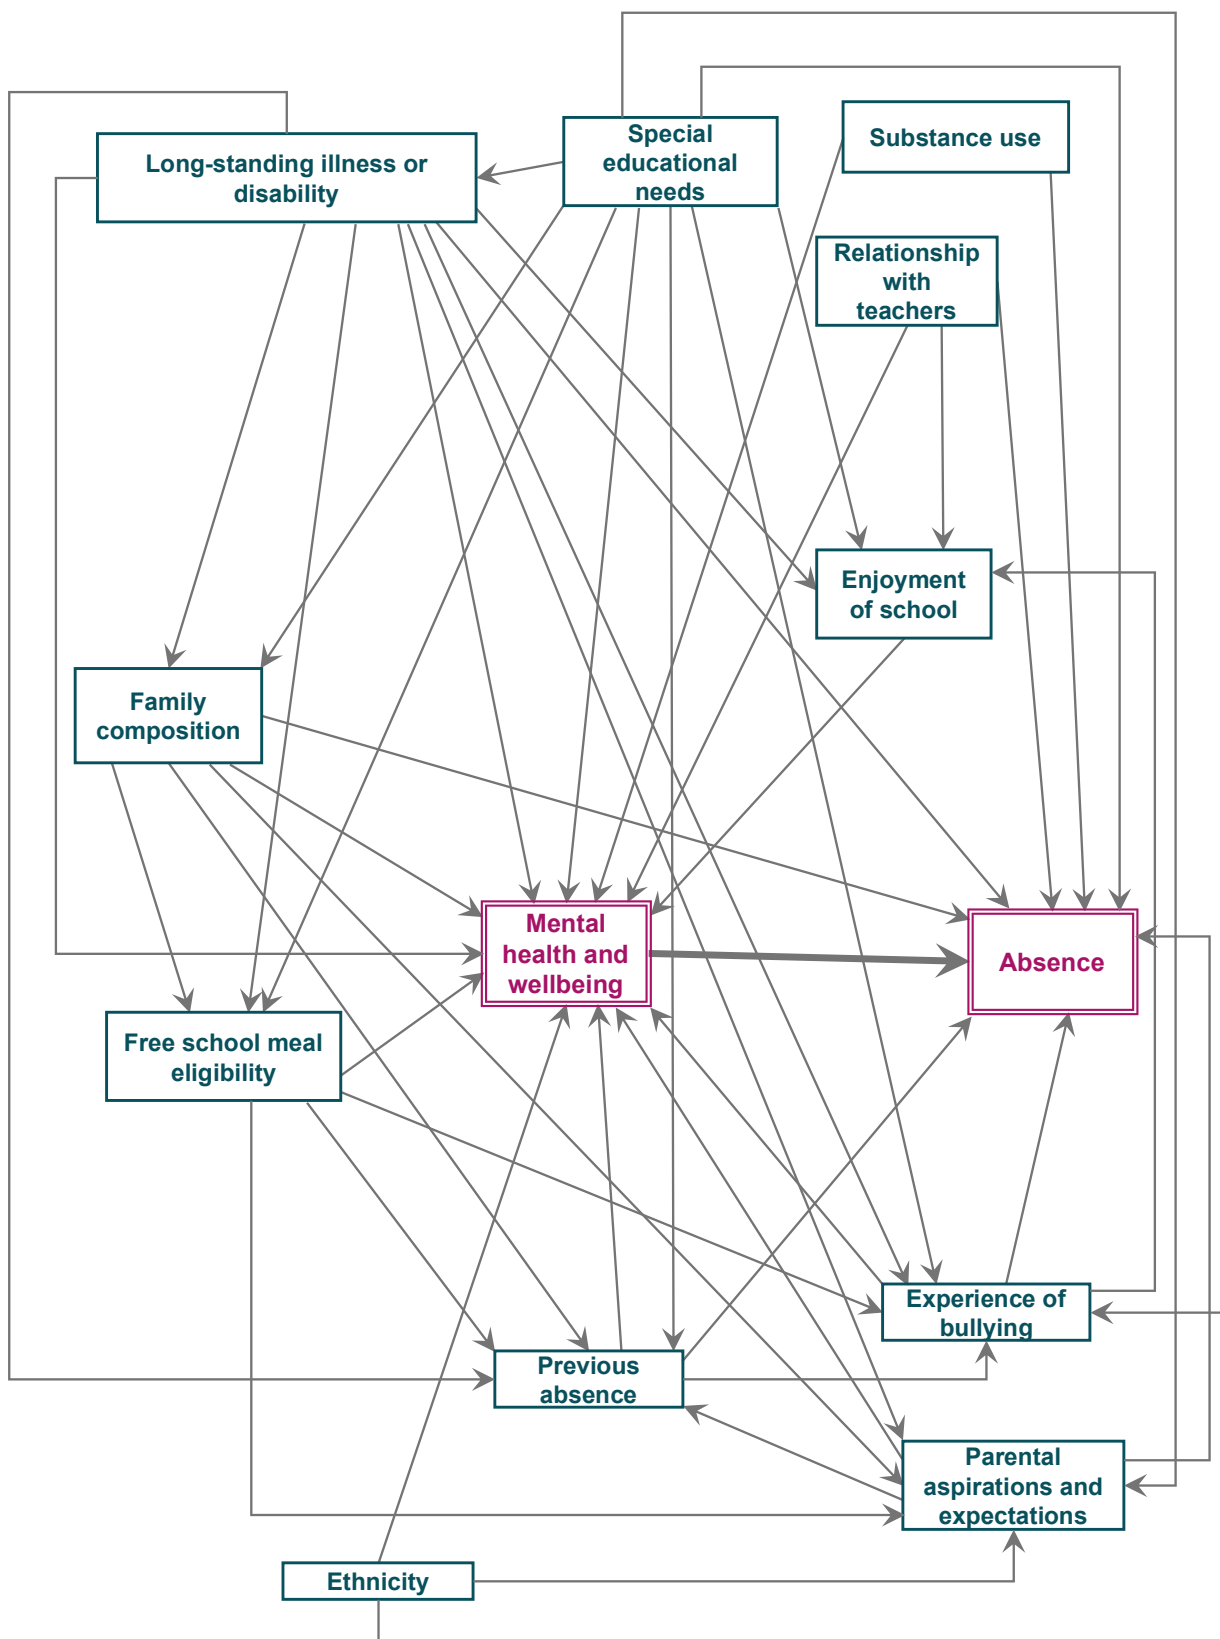 Special
educational
needs
Substance use
Long-standing illness or
disability
Relationship
with
teachers
Enjoyment
of school
Family
composition
Mental
health and
wellbeing
Absence
Free school meal
eligibility
Experience of
bullying
Previous
absence
Parental
aspirations and
expectations
Ethnicity